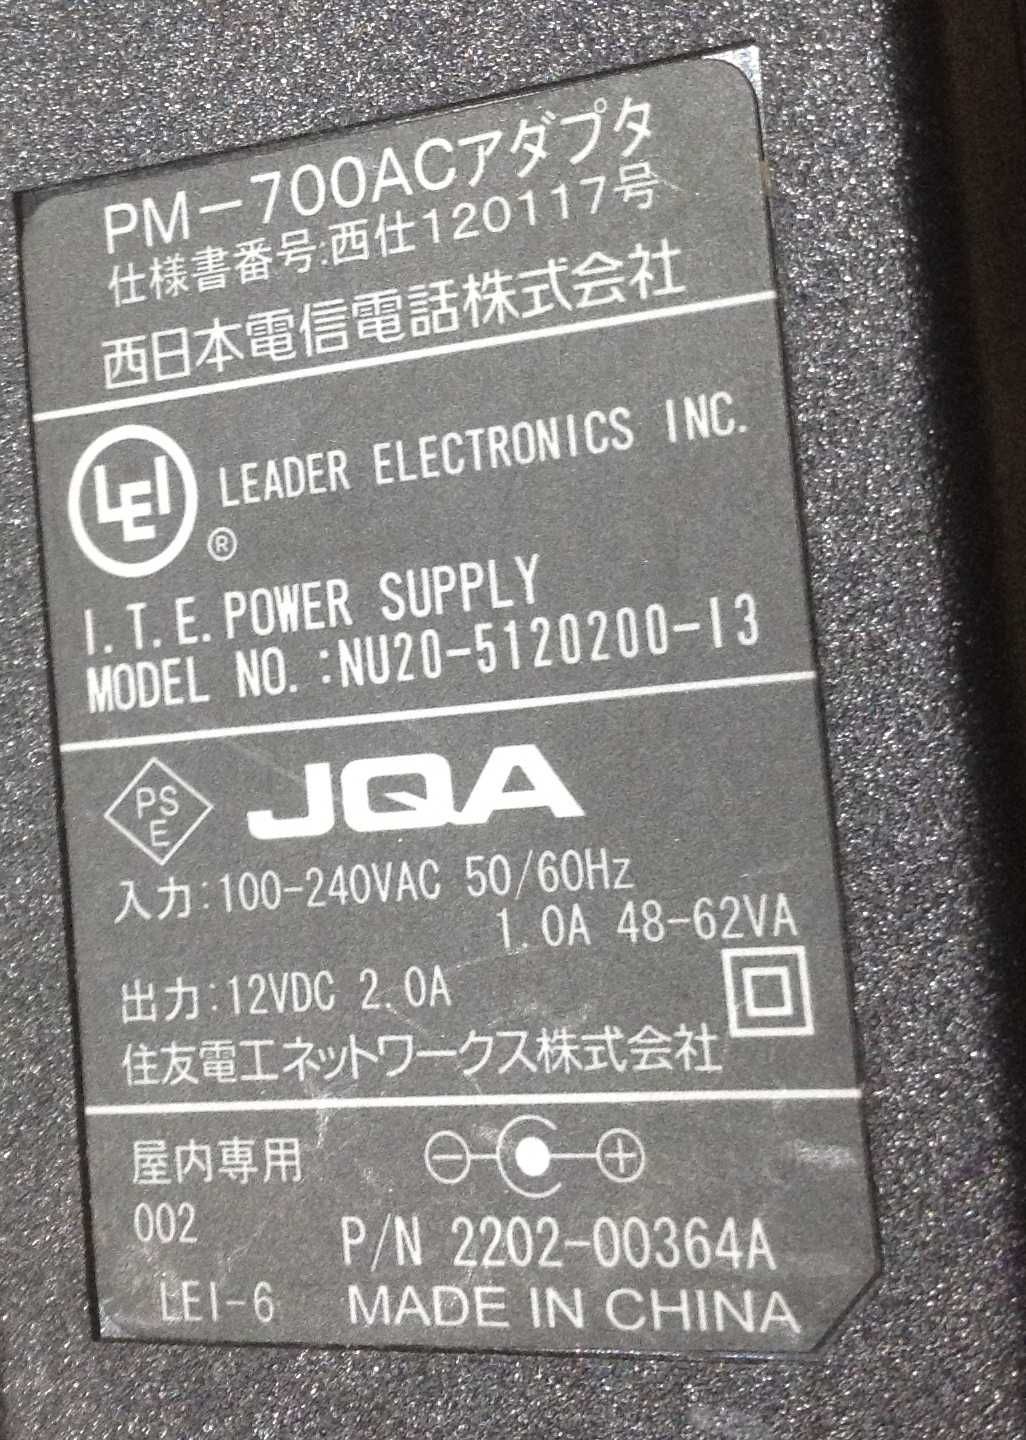 PM-700ACアダプタ
仕様書番号:西仕120117号
西日本電信電話株式会社
LEI
LEADER ELECTRONICS INC.
®
I.T.E. POWER SUPPLY
MODEL NO.:NU20-5120200-I3
PSE
JQA
入力:100-240VAC 50/60Hz
1.0A 48-62VA
出力:12VDC 2.0A
住友電工ネットワークス株式会社
屋内専用
002
P/N 2202-00364A
LEI-6 MADE IN CHINA